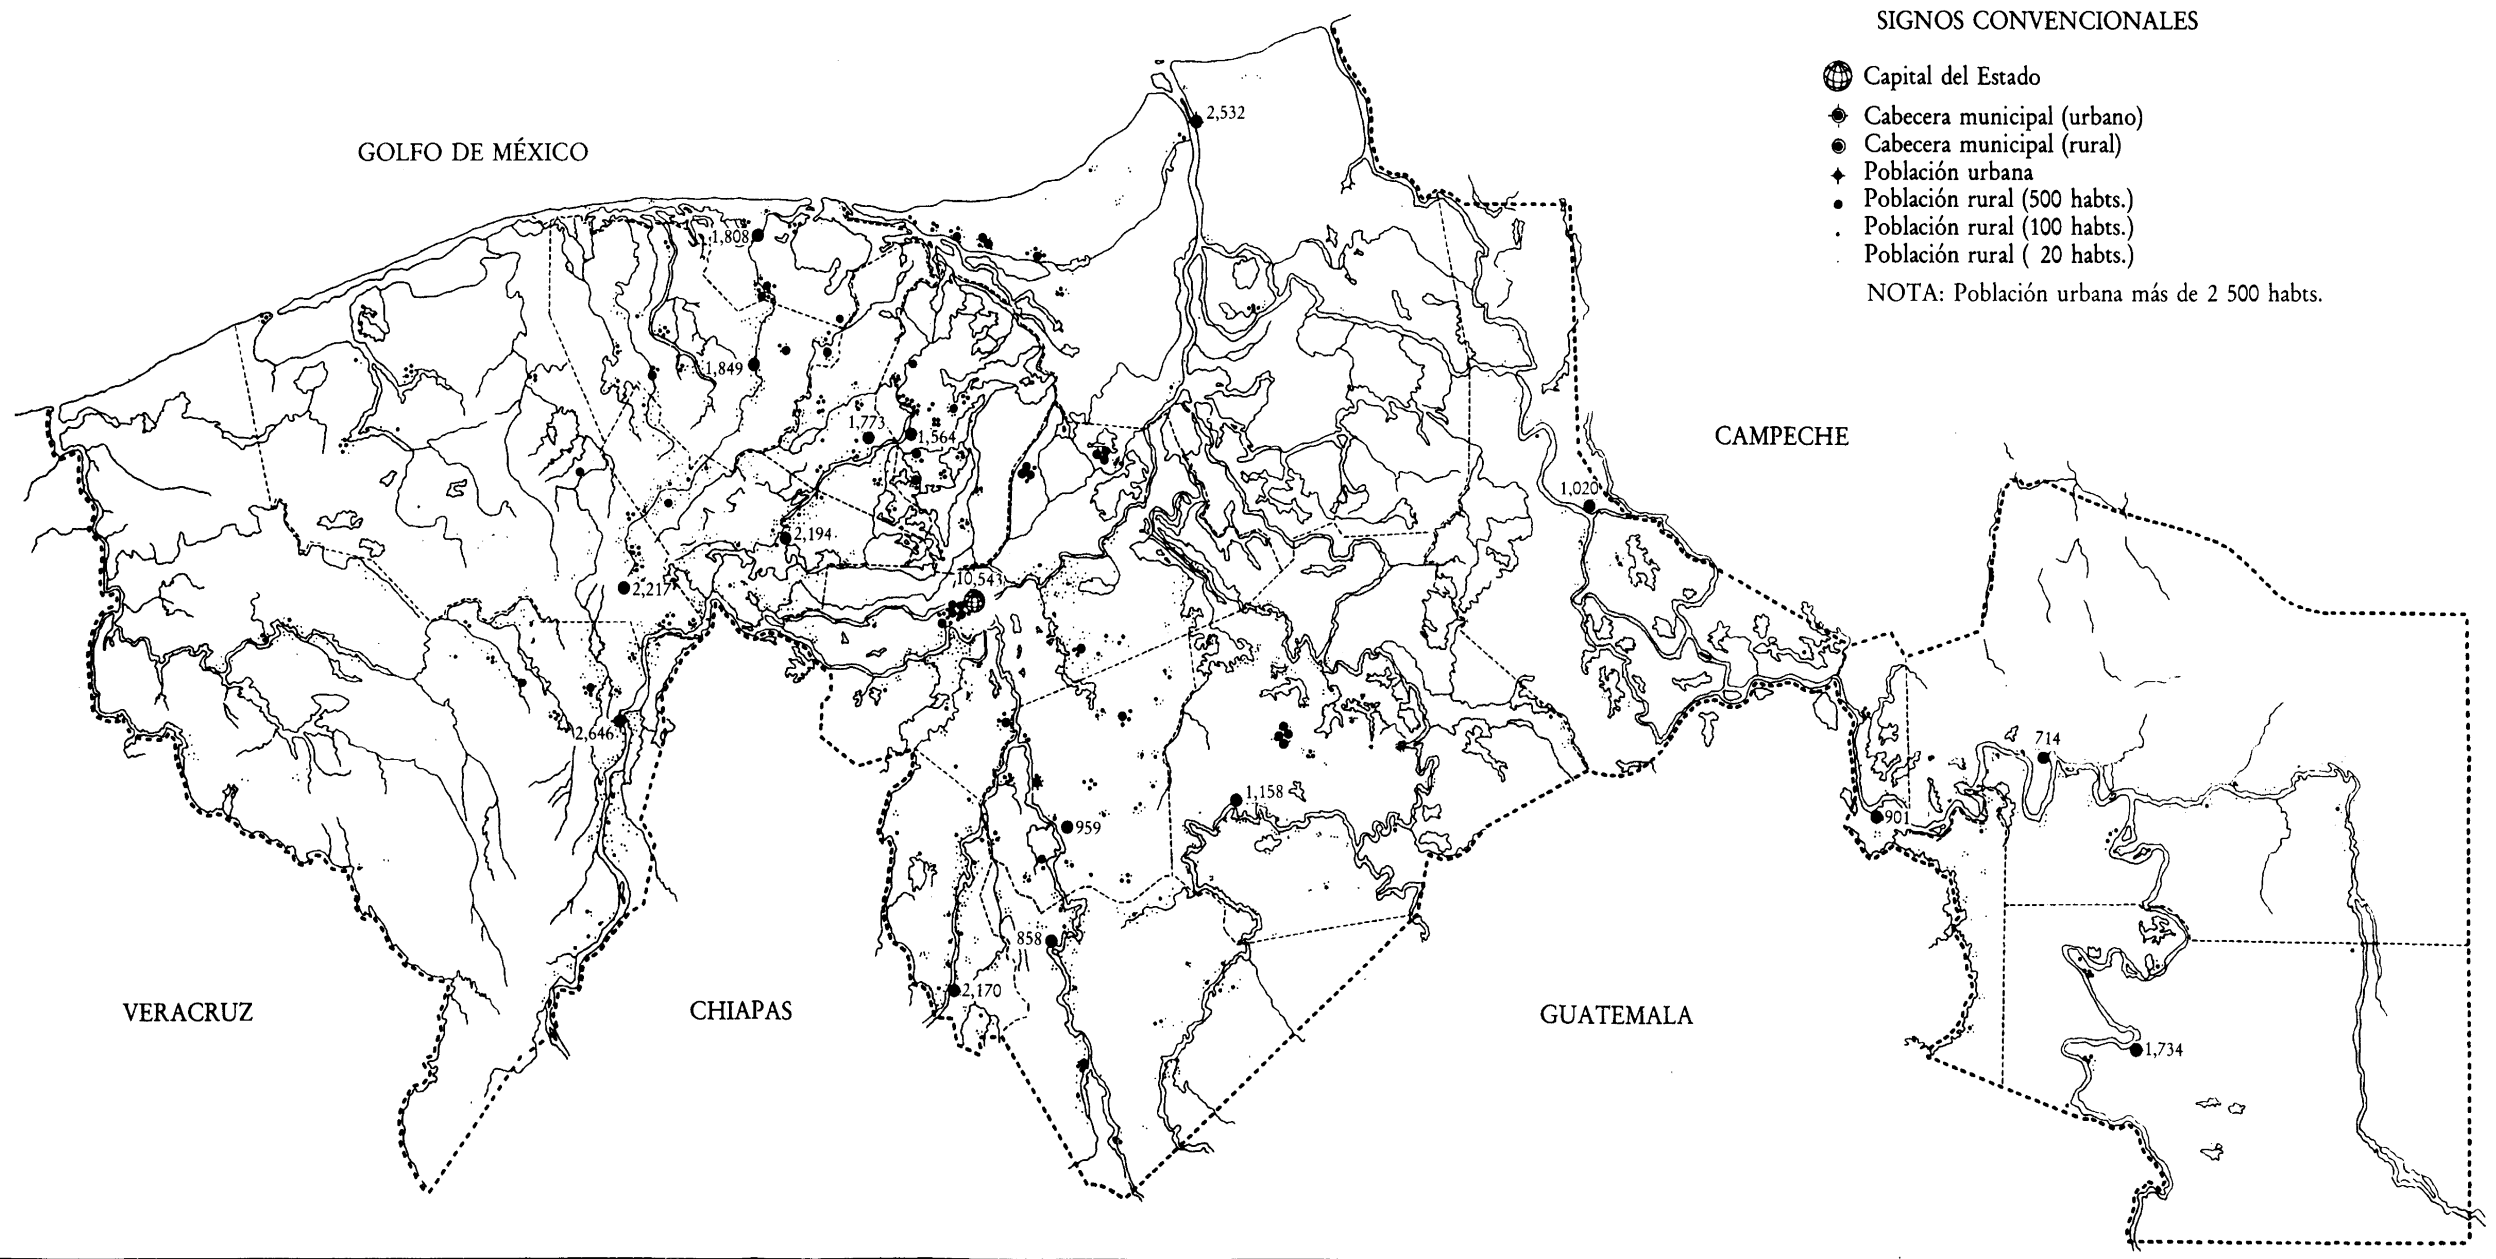 SIGNOS CONVENCIONALES
Capital del Estado
Cabecera municipal (urbano)
Cabecera municipal (rural)
Población urbana
Población rural (500 habts.)
Población rural (100 habts.)
Población rural ( 20 habts.)
NOTA: Población urbana más de 2 500 habts.
2,532
GOLFO DE MÉXICO
1,808
1,849
1,773
1,564
CAMPECHE
1,020
2,194
10,543
2,217
2,646
714
1,158
901
959
858
2,170
VERACRUZ
CHIAPAS
GUATEMALA
1,734